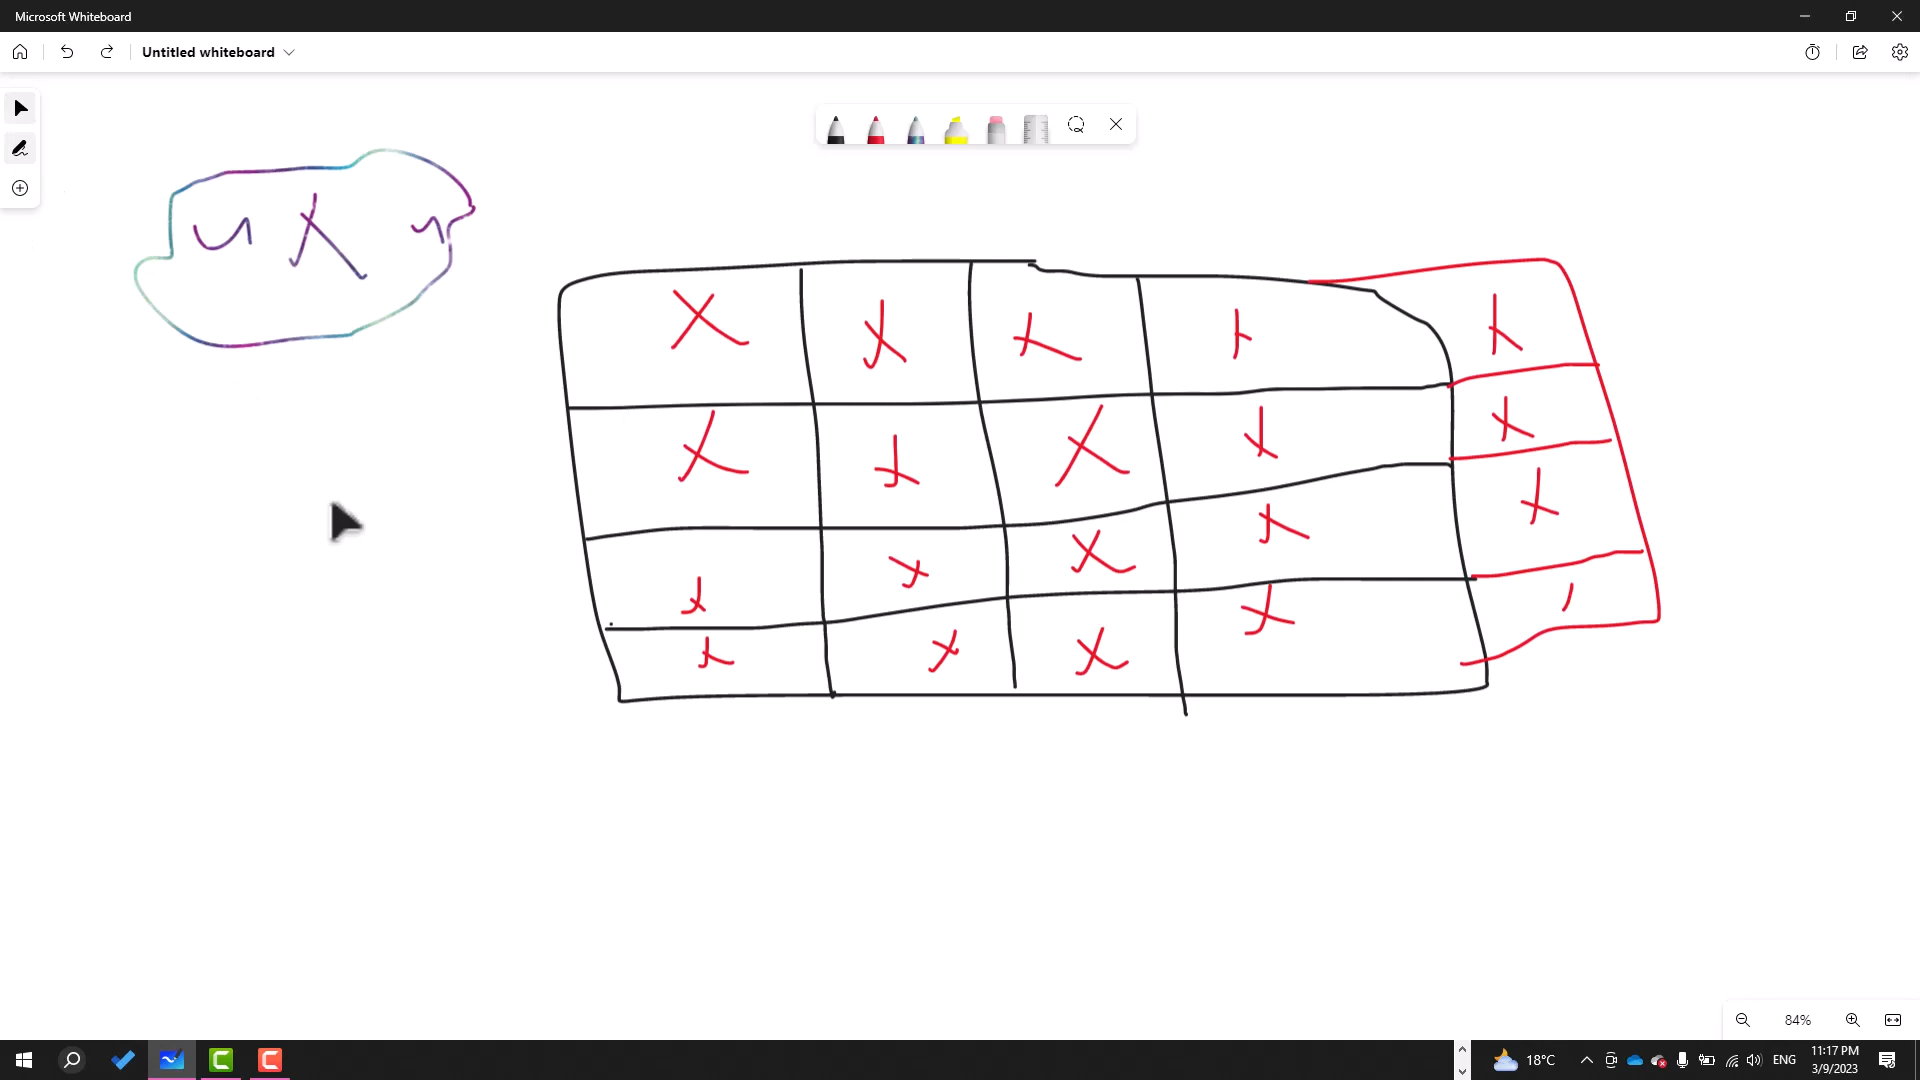 Microsoft Whiteboard
Untitled whiteboard
X
X X X X X
X X X X X
X X X X X
X X X X
84%
18°C
ENG
11:17 PM
3/9/2023